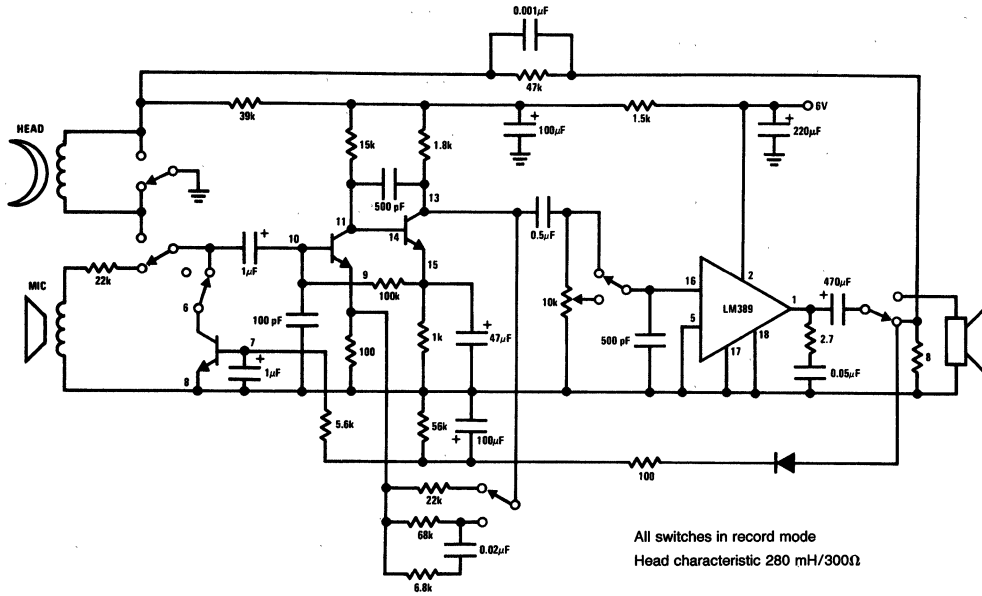 0.001µF
47k
39k
1.5k
6V
HEAD
15k
1.8k
+
100µF
+
220µF
500 pF
11
13
14
10
+
1µF
0.5µF
15
9
22k
MIC
100k
6
10k
16
2
LM389
1
470µF
+
5
18
17
100 pF
100
1k
+
47µF
500 pF
2.7
8
0.05µF
7
+
1µF
8
5.6k
56k
+
100µF
100
22k
68k
0.02µF
6.8k
All switches in record mode
Head characteristic 280 mH/300Ω